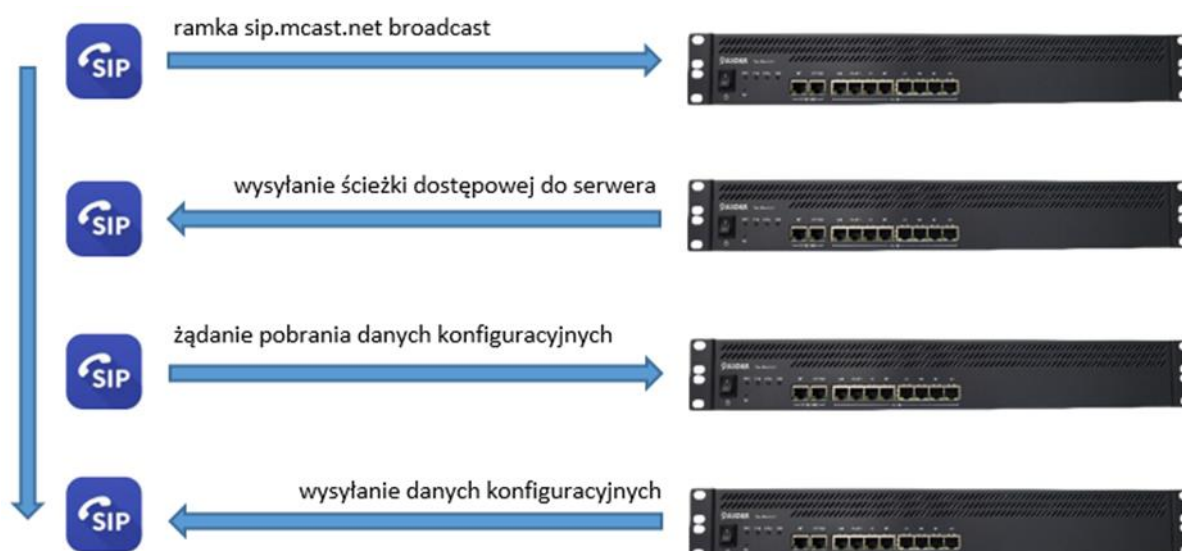 ramka sip.mcast.net broadcast
SIP
wysyłanie ścieżki dostępowej do serwera
SIP
żądanie pobrania danych konfiguracyjnych
SIP
wysyłanie danych konfiguracyjnych
SIP